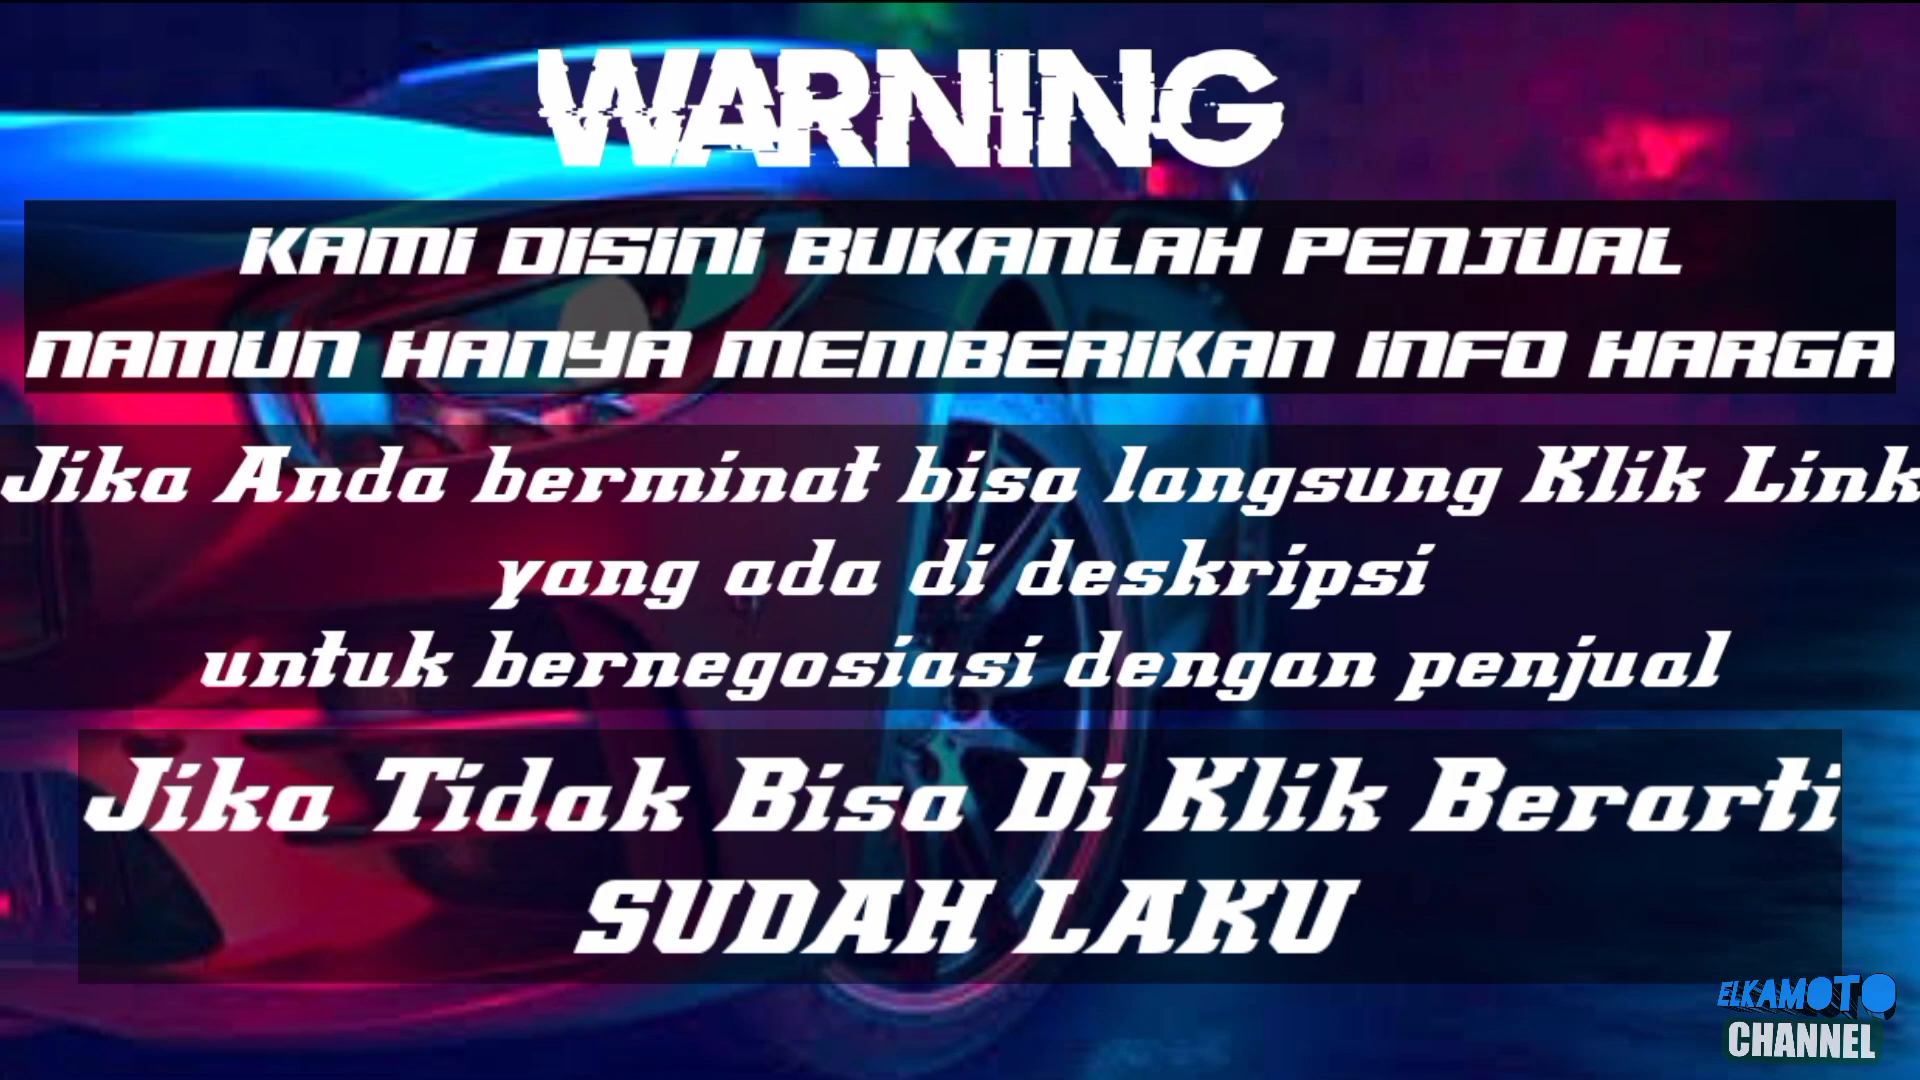 WARNING
KAMI DISINI BUKANLAH PENJUAL
NAMUN HANYA MEMBERIKAN INFO HARGA
Jika Anda berminat bisa langsung Klik Link
yang ada di deskripsi
untuk bernegosiasi dengan penjual
Jika Tidak Bisa Di Klik Berarti
SUDAH LAKU
ELKAMOTO
CHANNEL